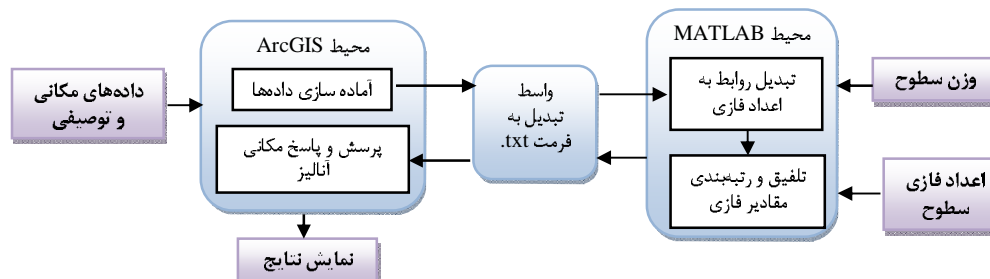 داده‌های مکانی
و توصیفی
محیط ArcGIS
آماده سازی داده‌ها
پرسش و پاسخ مکانی
آنالیز
نمایش نتایج
واسط
تبدیل به
فرمت txt.
محیط MATLAB
تبدیل روابط به
اعداد فازی
تلفیق و رتبه‌بندی
مقادیر فازی
وزن سطوح
اعداد فازی
سطوح